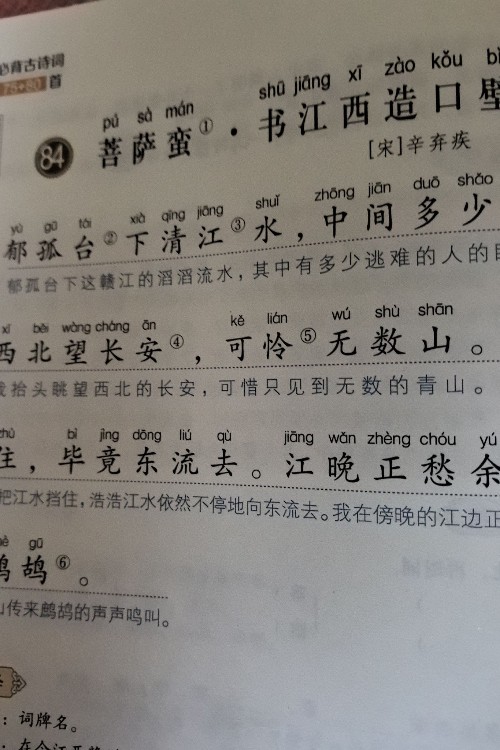 必背古诗词
75+80 首
pú sà mán shū jiāng xī zào kǒu bì
84 菩萨蛮① · 书江西造口壁
[宋]辛弃疾
yù gū tái xià qīng jiāng shuǐ zhōng jiān duō shǎo
郁孤台②下清江③水，中间多少
郁孤台下这赣江的滔滔流水，其中有多少逃难的人的
xī běi wàng cháng ān kě lián wú shù shān
西北望长安④，可怜⑤无数山。
我抬头眺望西北的长安，可惜只见到无数的青山。
zhù bì jìng dōng liú qù jiāng wǎn zhèng chóu yú
住，毕竟东流去。江晚正愁余
把江水挡住，浩浩江水依然不停地向东流去。我在傍晚的江边正
gū
鸪⑥。
山传来鹧鸪的声声鸣叫。
：词牌名。